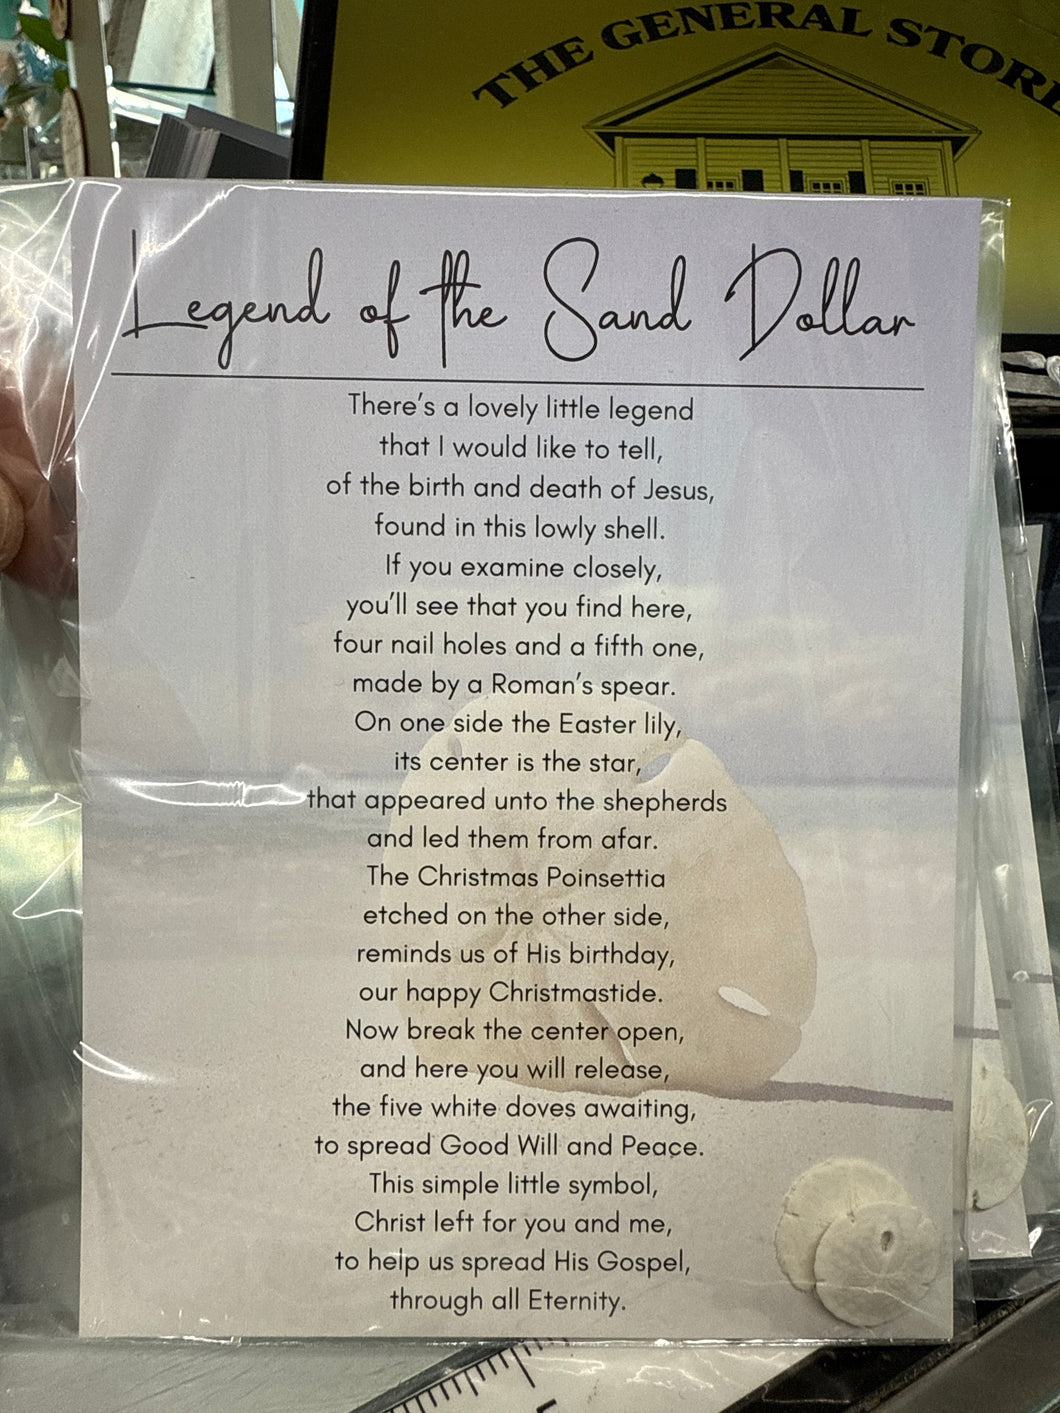 THE GENERAL STORE
Legend of the Sand Dollar
There's a lovely little legend
that I would like to tell,
of the birth and death of Jesus,
found in this lowly shell.
If you examine closely,
you'll see that you find here,
four nail holes and a fifth one,
made by a Roman's spear.
On one side the Easter lily,
its center is the star,
that appeared unto the shepherds
and led them from afar.
The Christmas Poinsettia
etched on the other side,
reminds us of His birthday,
our happy Christmastide.
Now break the center open,
and here you will release,
the five white doves awaiting,
to spread Good Will and Peace.
This simple little symbol,
Christ left for you and me,
to help us spread His Gospel,
through all Eternity.